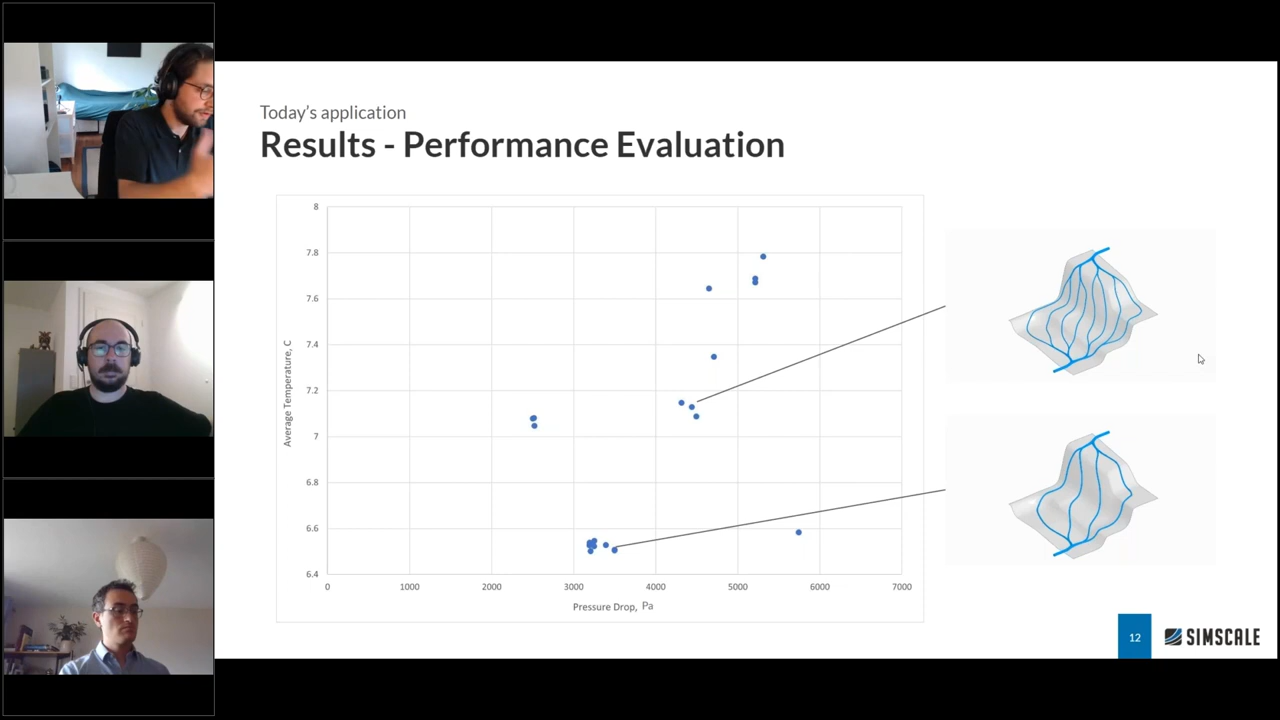 Today's application
Results - Performance Evaluation
8
7.8
7.6
7.4
7.2
7
6.8
6.6
6.4
Average Temperature, C
0 1000 2000 3000 4000 5000 6000 7000
Pressure Drop, Pa
12
SIMSCALE